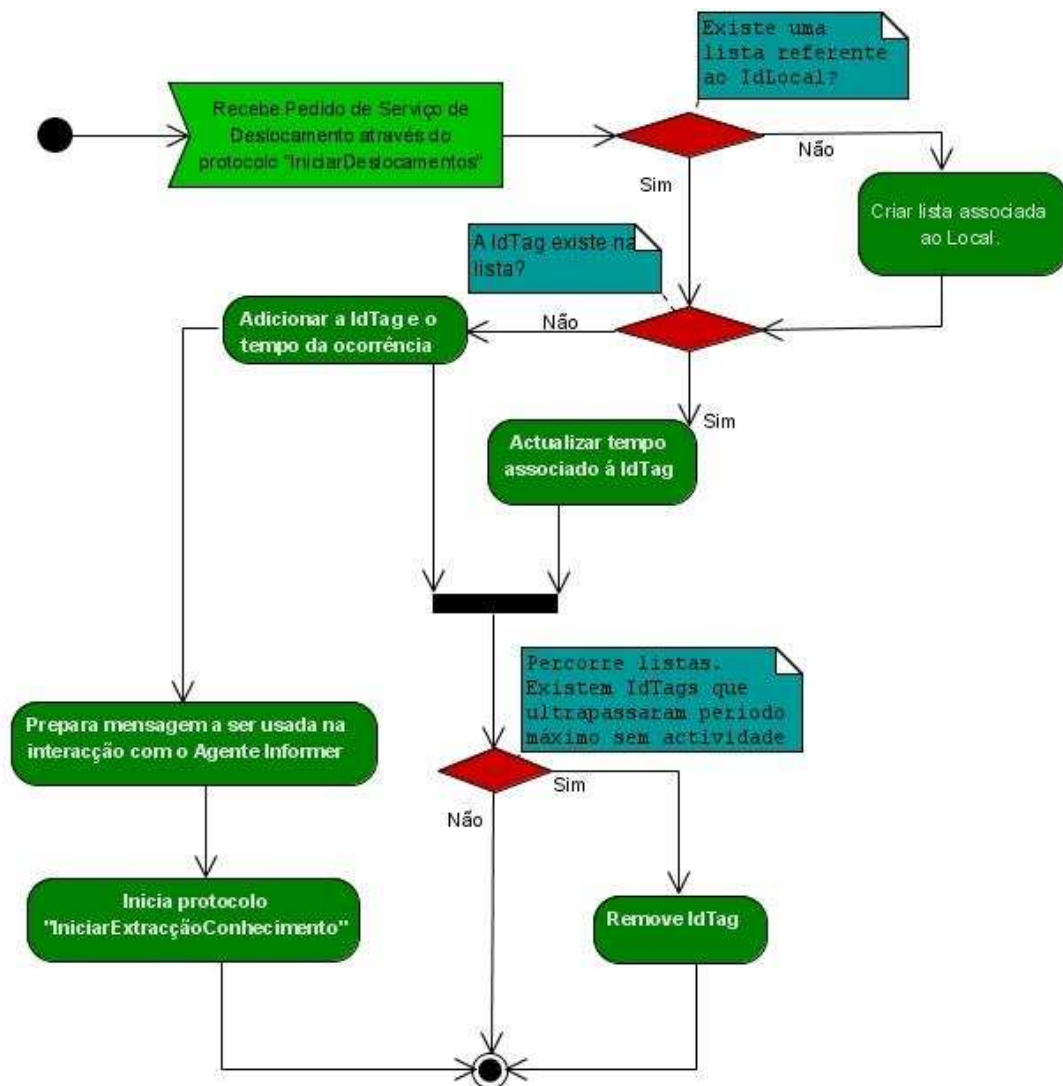 Existe uma
lista referente
ao IdLocal?
Recebe Pedido de Serviço de
Deslocamento através do
protocolo "IniciarDeslocamentos"
Não
Sim
Criar lista associada
ao Local.
A IdTag existe na
lista?
Adicionar a IdTag e o
tempo da ocorrência
Não
Sim
Actualizar tempo
associado á IdTag
Percorre listas.
Existem IdTags que
ultrapassaram periodo
máximo sem actividade
Prepara mensagem a ser usada na
interacção com o Agente Informer
Sim
Não
Inicia protocolo
"IniciarExtracçãoConhecimento"
Remove IdTag